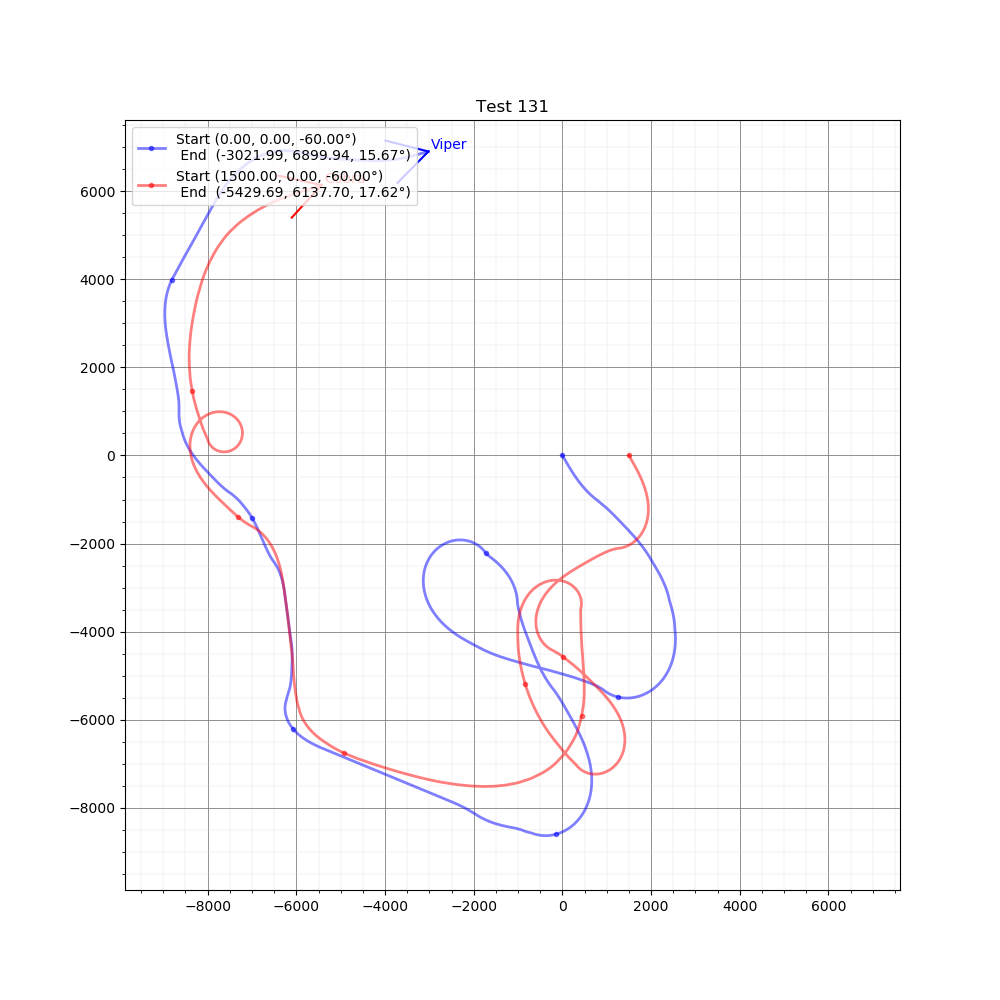 Test 131
Start (0.00, 0.00, -60.00°)
End (-3021.99, 6899.94, 15.67°)
Start (1500.00, 0.00, -60.00°)
End (-5429.69, 6137.70, 17.62°)
Viper
6000
4000
2000
0
−2000
−4000
−6000
−8000
−8000 −6000 −4000 −2000 0 2000 4000 6000